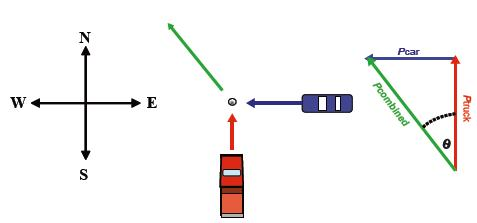 N
W E
S
Pcar
Pcombined
Ptruck
θ